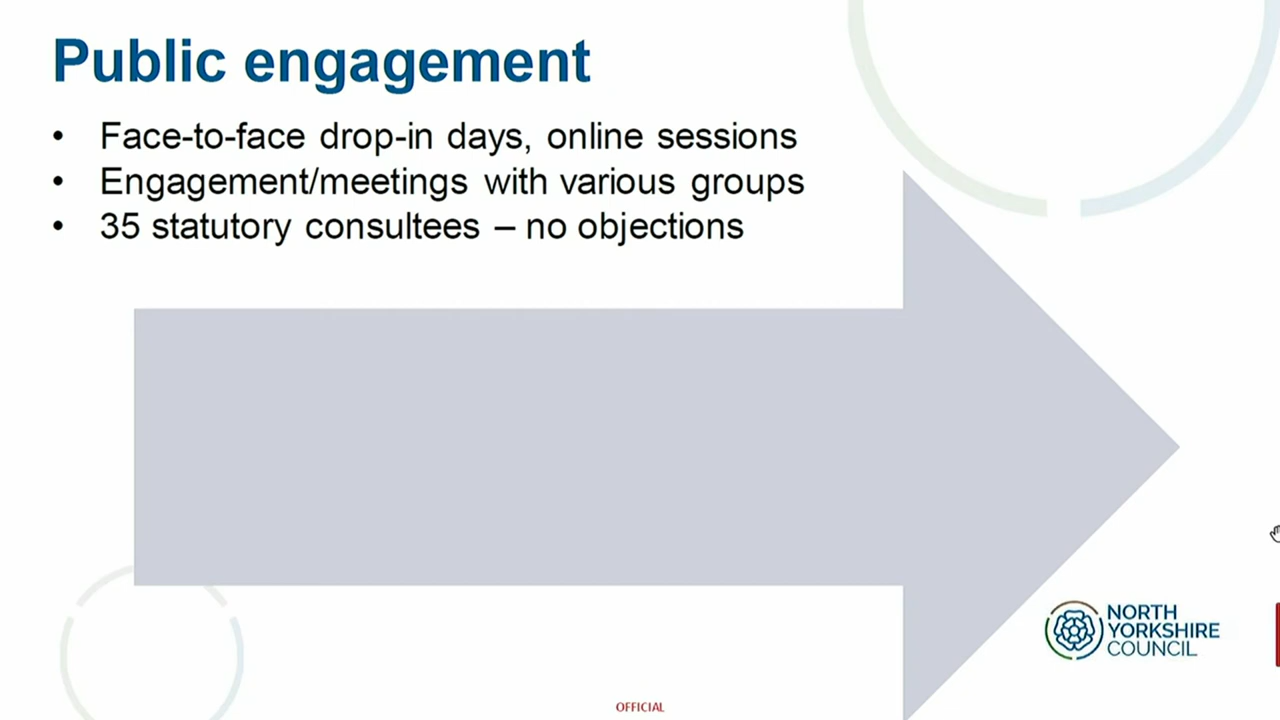 Public engagement
• Face-to-face drop-in days, online sessions
• Engagement/meetings with various groups
• 35 statutory consultees – no objections
NORTH
YORKSHIRE
COUNCIL
OFFICIAL